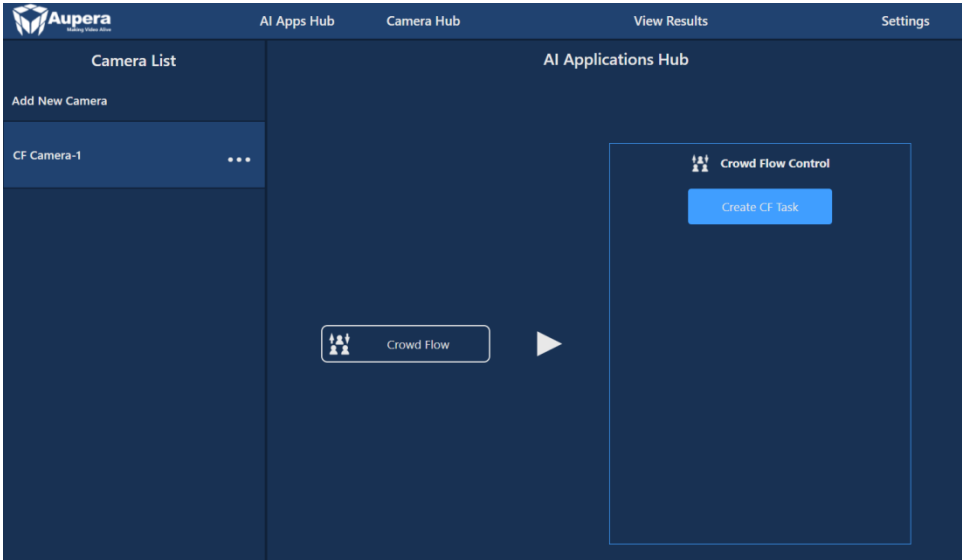 Aupera
Making Video Alive
AI Apps Hub
Camera Hub
View Results
Settings
Camera List
AI Applications Hub
Add New Camera
CF Camera-1
Crowd Flow Control
Create CF Task
Crowd Flow